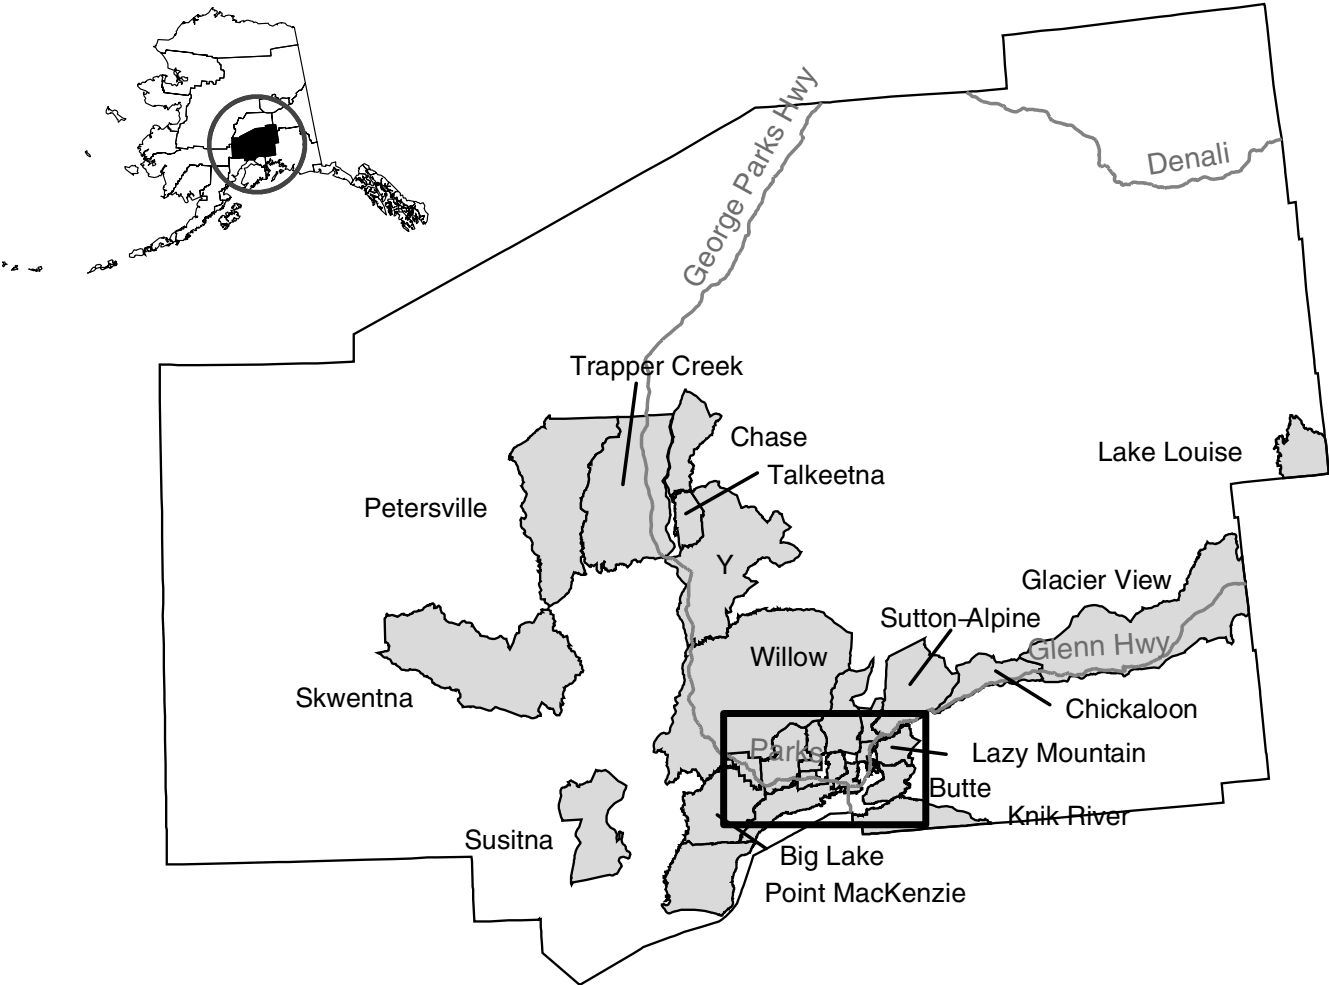 George Parks Hwy
Denali
Trapper Creek
Chase
Lake Louise
Talkeetna
Petersville
Y
Glacier View
Sutton-Alpine
Glenn Hwy
Willow
Skwentna
Chickaloon
Parks
Lazy Mountain
Butte
Knik River
Susitna
Big Lake
Point MacKenzie